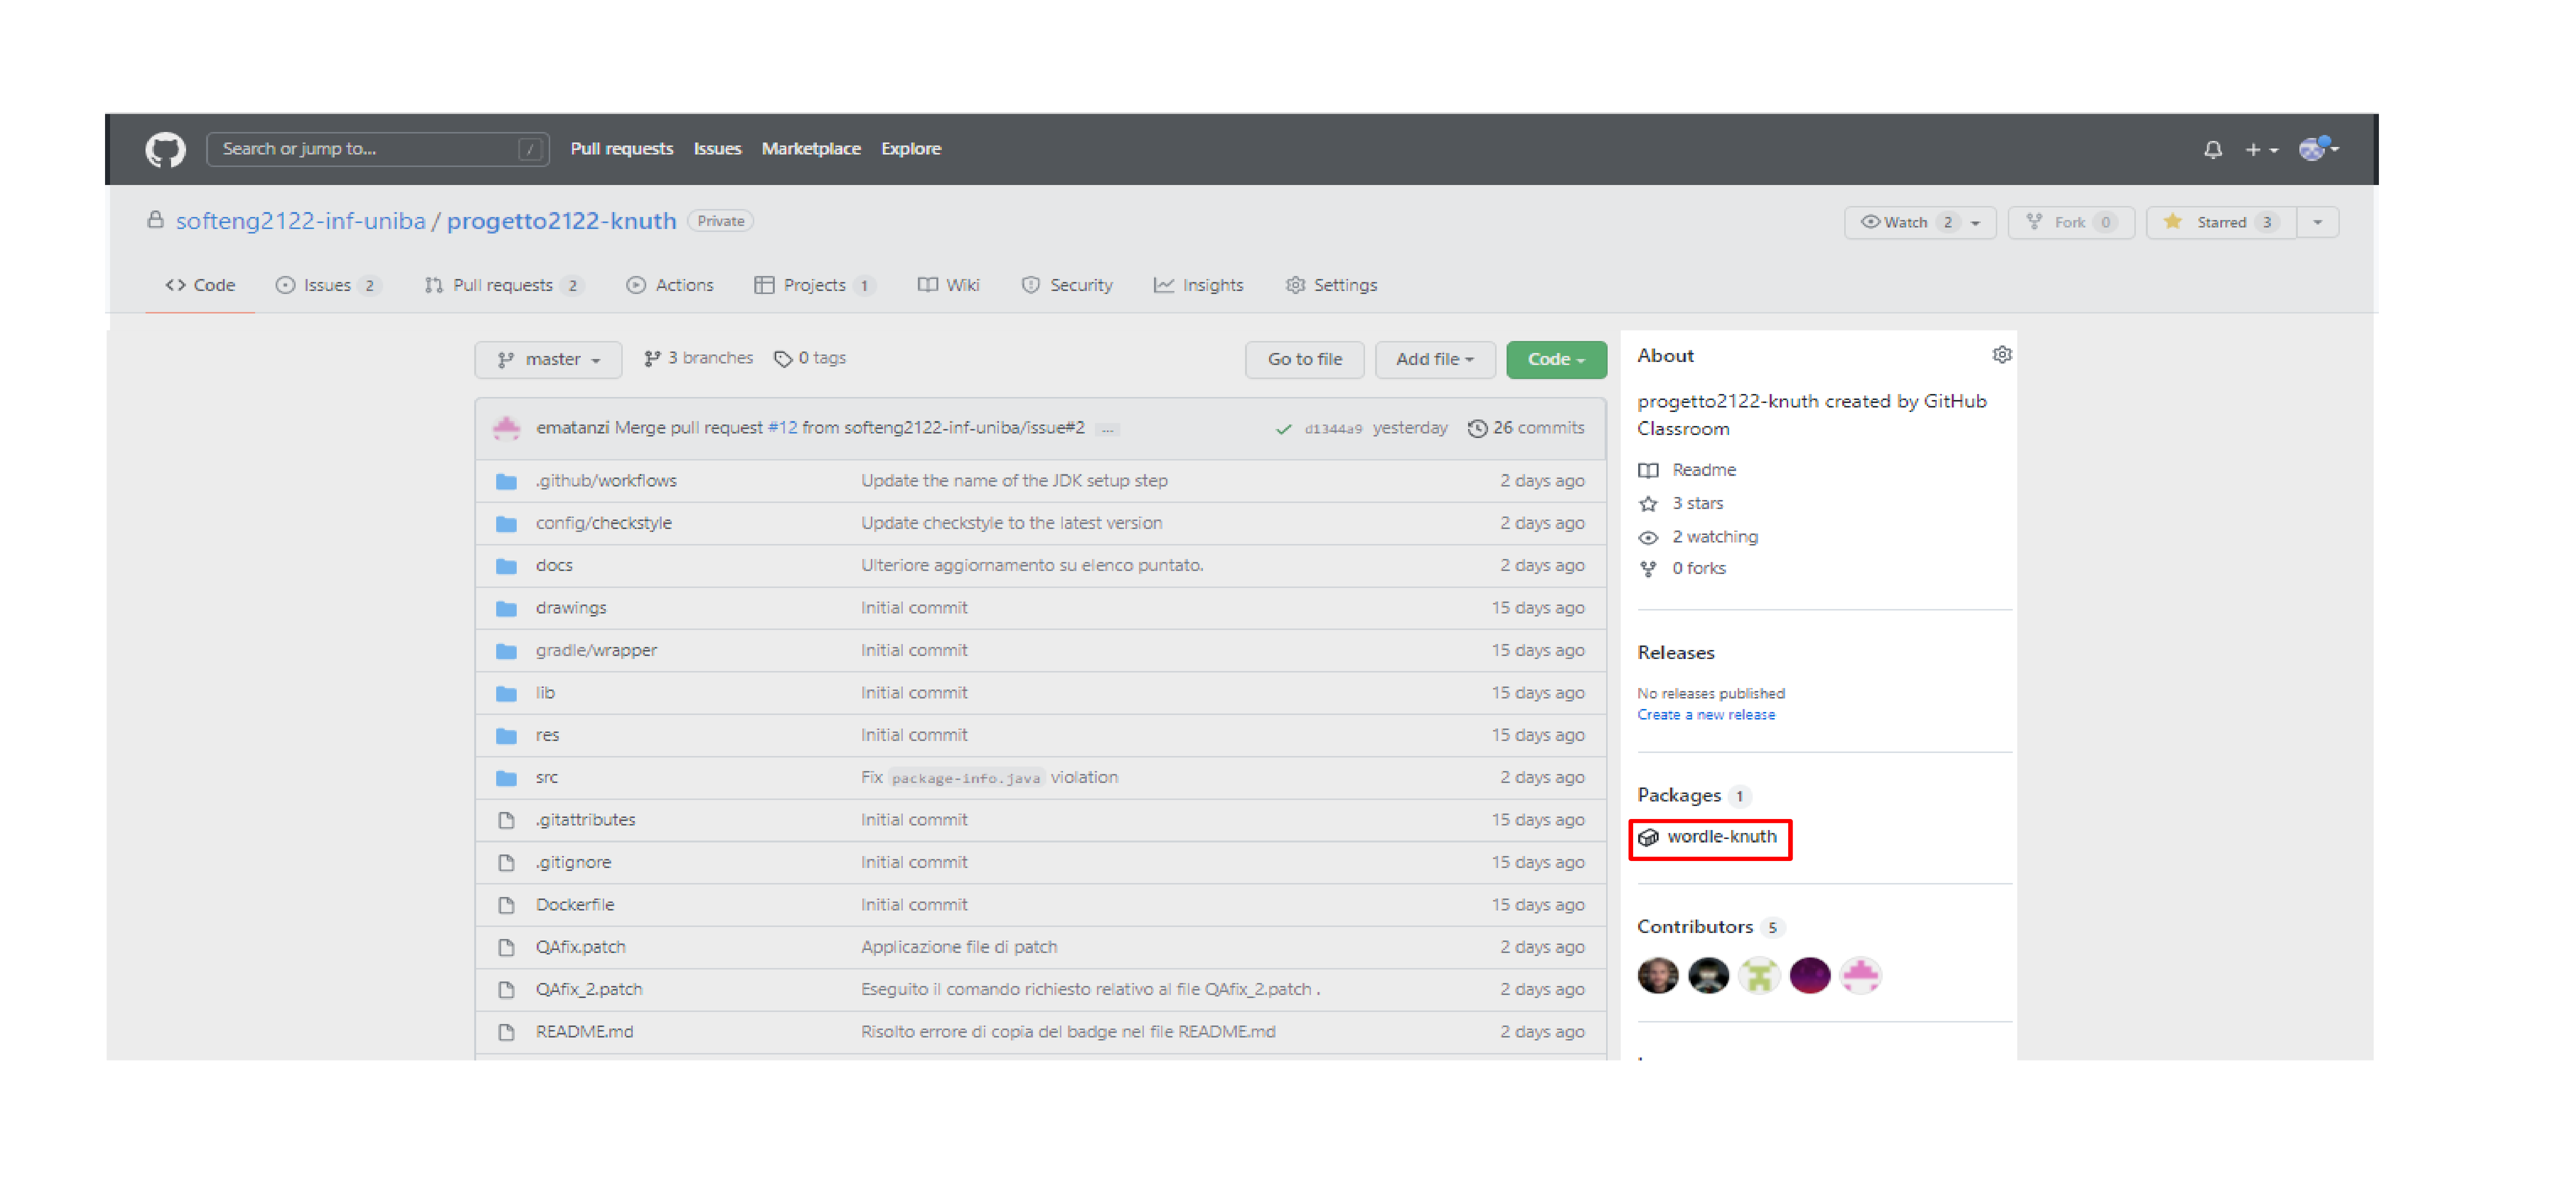 Search or jump to... / Pull requests Issues Marketplace Explore
softeng2122-inf-uniba / progetto2122-knuth Private Watch 2 Fork 0 Starred 3
Code Issues 2 Pull requests 2 Actions Projects 1 Wiki Security Insights Settings
master 3 branches 0 tags Go to file Add file Code
ematanzi Merge pull request #12 from softeng2122-inf-uniba/issue#2 ... d1344a9 yesterday 26 commits
.github/workflows Update the name of the JDK setup step 2 days ago
config/checkstyle Update checkstyle to the latest version 2 days ago
docs Ulteriore aggiornamento su elenco puntato. 2 days ago
drawings Initial commit 15 days ago
gradle/wrapper Initial commit 15 days ago
lib Initial commit 15 days ago
res Initial commit 15 days ago
src Fix package-info.java violation 2 days ago
.gitattributes Initial commit 15 days ago
.gitignore Initial commit 15 days ago
Dockerfile Initial commit 15 days ago
QAfix.patch Applicazione file di patch 2 days ago
QAfix_2.patch Eseguito il comando richiesto relativo al file QAfix_2.patch . 2 days ago
README.md Risolto errore di copia del badge nel file README.md 2 days ago
About
progetto2122-knuth created by GitHub
Classroom
Readme
3 stars
2 watching
0 forks
Releases
No releases published
Create a new release
Packages 1
wordle-knuth
Contributors 5